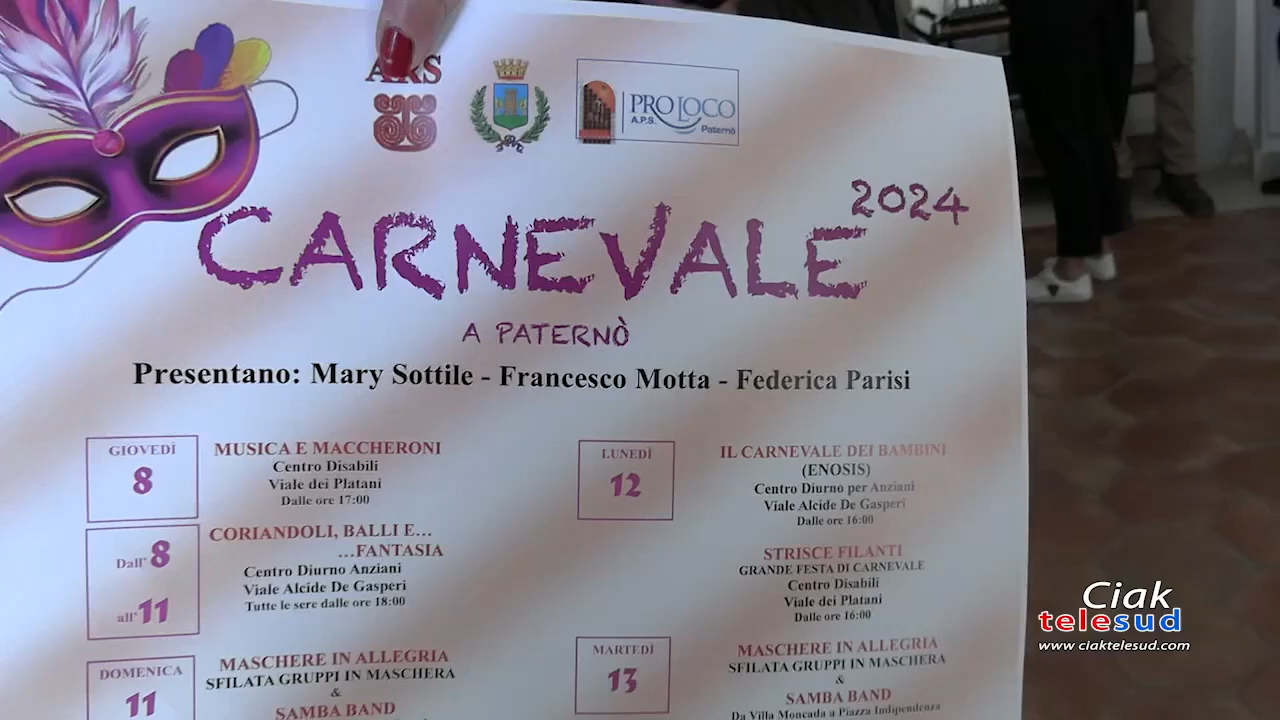 ARS
PRO LOCO
A.P.S.
Paternò
CARNEVALE 2024
A PATERNÒ
Presentano: Mary Sottile - Francesco Motta - Federica Parisi
GIOVEDÌ
8
MUSICA E MACCHERONI
Centro Disabili
Viale dei Platani
Dalle ore 17:00
Dall' 8
all' 11
CORIANDOLI, BALLI E...
...FANTASIA
Centro Diurno Anziani
Viale Alcide De Gasperi
Tutte le sere dalle ore 18:00
DOMENICA
11
MASCHERE IN ALLEGRIA
SFILATA GRUPPI IN MASCHERA
&
SAMBA BAND
LUNEDÌ
12
IL CARNEVALE DEI BAMBINI
(ENOSIS)
Centro Diurno per Anziani
Viale Alcide De Gasperi
Dalle ore 16:00
STRISCE FILANTI
GRANDE FESTA DI CARNEVALE
Centro Disabili
Viale dei Platani
Dalle ore 16:00
MARTEDÌ
13
MASCHERE IN ALLEGRIA
SFILATA GRUPPI IN MASCHERA
&
SAMBA BAND
Da Villa Moncada a Piazza Indipendenza
Ciak
telesud
www.ciaktelesud.com